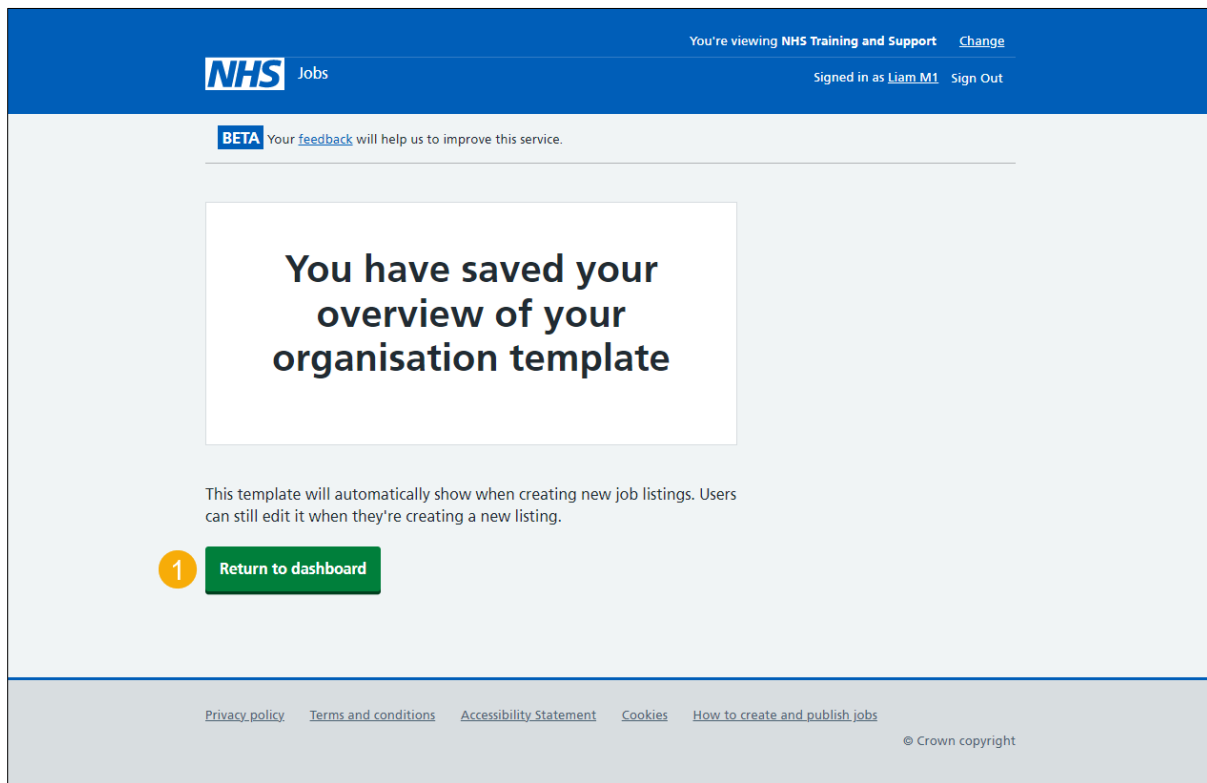 You're viewing NHS Training and Support Change
NHS Jobs
Signed in as Liam M1 Sign Out
BETA Your feedback will help us to improve this service.
You have saved your
overview of your
organisation template
This template will automatically show when creating new job listings. Users
can still edit it when they're creating a new listing.
1 Return to dashboard
Privacy policy Terms and conditions Accessibility Statement Cookies How to create and publish jobs
© Crown copyright